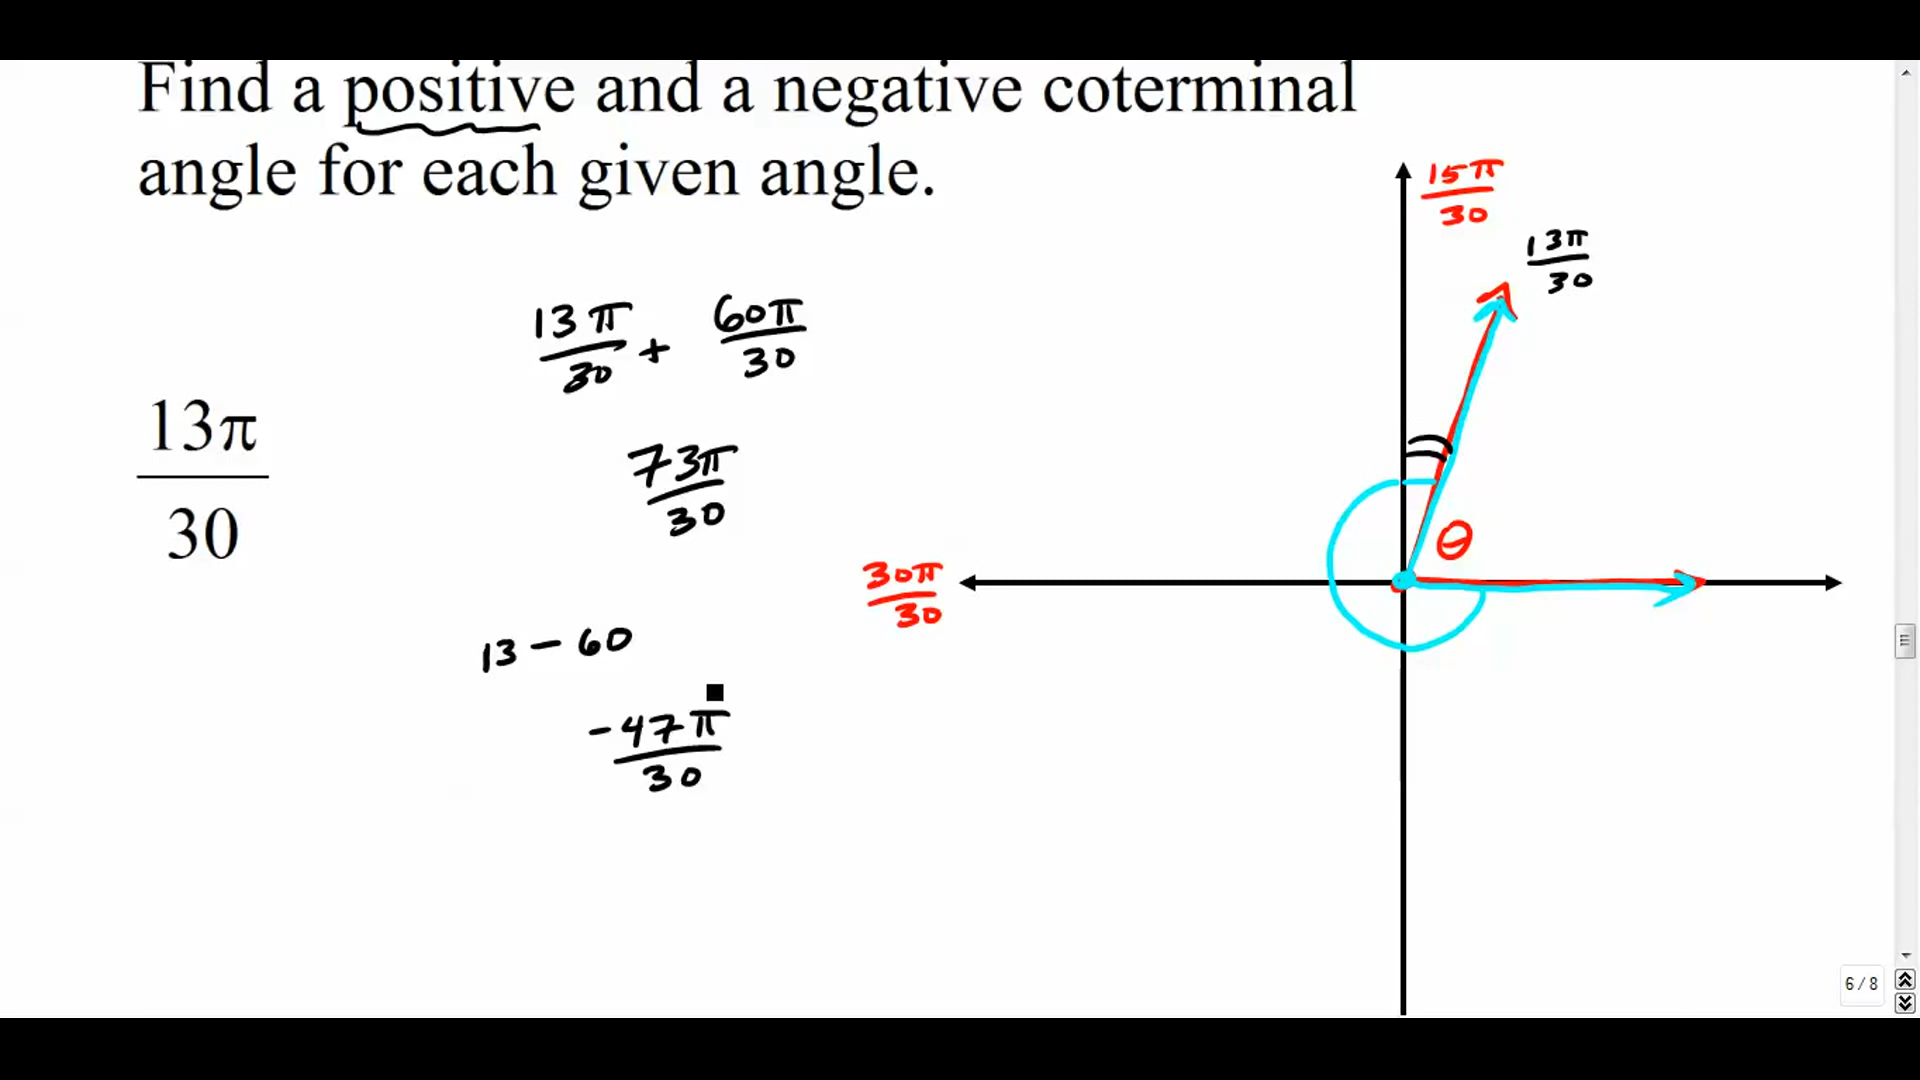 Find a positive and a negative coterminal
angle for each given angle.
15π
30
13π
30
13π + 60π
30 30
13π
30
73π
30
θ
30π
30
13 - 60
-47π
30
6 / 8